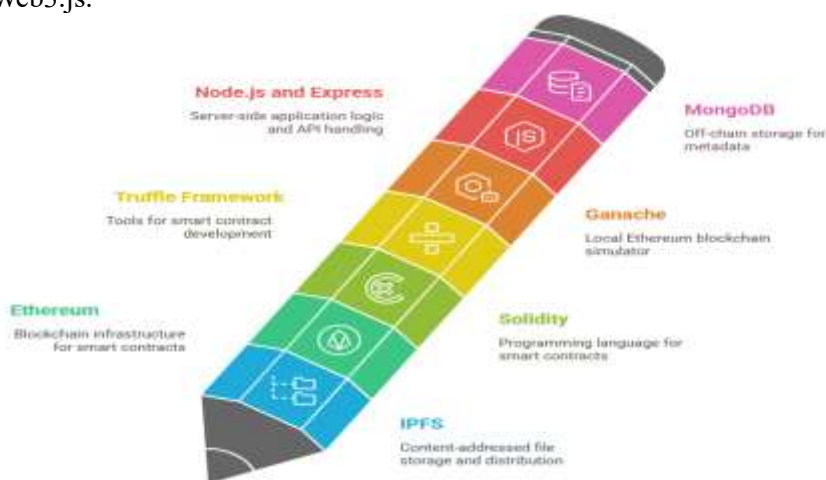 Web3.js.
Node.js and Express
Server-side application logic
and API handling
MongoDB
Off-chain storage for
metadata
JS
Truffle Framework
Tools for smart contract
development
Ganache
Local Ethereum blockchain
simulator
Ethereum
Blockchain infrastructure
for smart contracts
Solidity
Programming language for
smart contracts
IPFS
Content-addressed file
storage and distribution